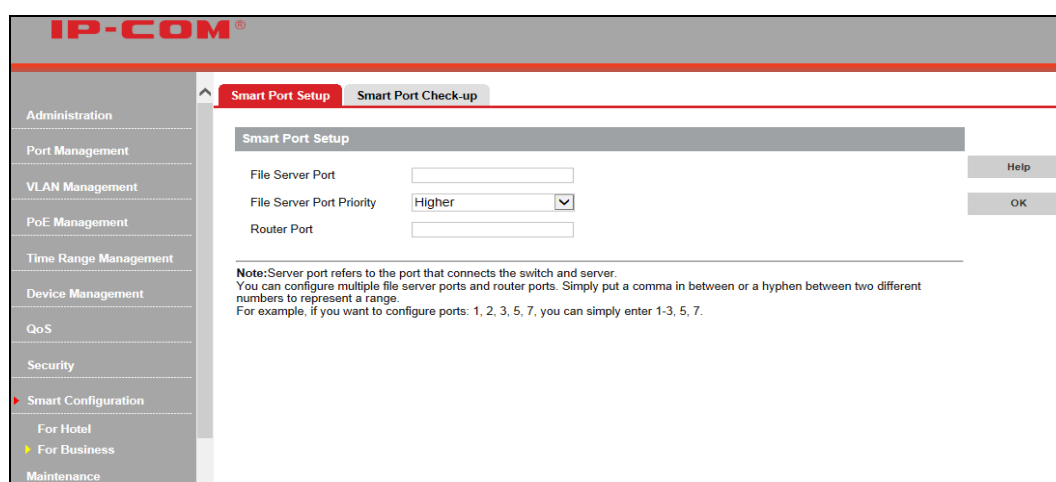 IP-COM®
Smart Port Setup
Smart Port Check-up
Administration
Port Management
VLAN Management
PoE Management
Time Range Management
Device Management
QoS
Security
Smart Configuration
For Hotel
For Business
Maintenance
Smart Port Setup
File Server Port
File Server Port Priority
Higher
Router Port
Help
OK
Note:Server port refers to the port that connects the switch and server.
You can configure multiple file server ports and router ports. Simply put a comma in between or a hyphen between two different
numbers to represent a range.
For example, if you want to configure ports: 1, 2, 3, 5, 7, you can simply enter 1-3, 5, 7.